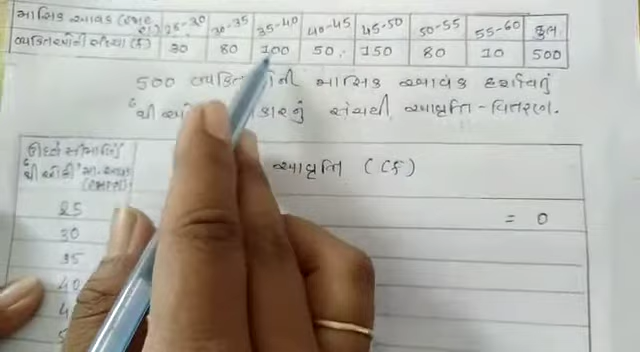 માસિક આવક (હજાર રૂ.) 25-30 30-35 35-40 40-45 45-50 50-55 55-60 કુલ
વ્યક્તિઓની સંખ્યા (f) 30 80 100 50 150 80 10 500
500 ની માસિક આવક દર્શાવતું
'થી કારનું સંચયી આવૃત્તિ-વિતરણ.
'થી ઓછી' આવૃત્તિ (cf)
25 = 0
30
35
40